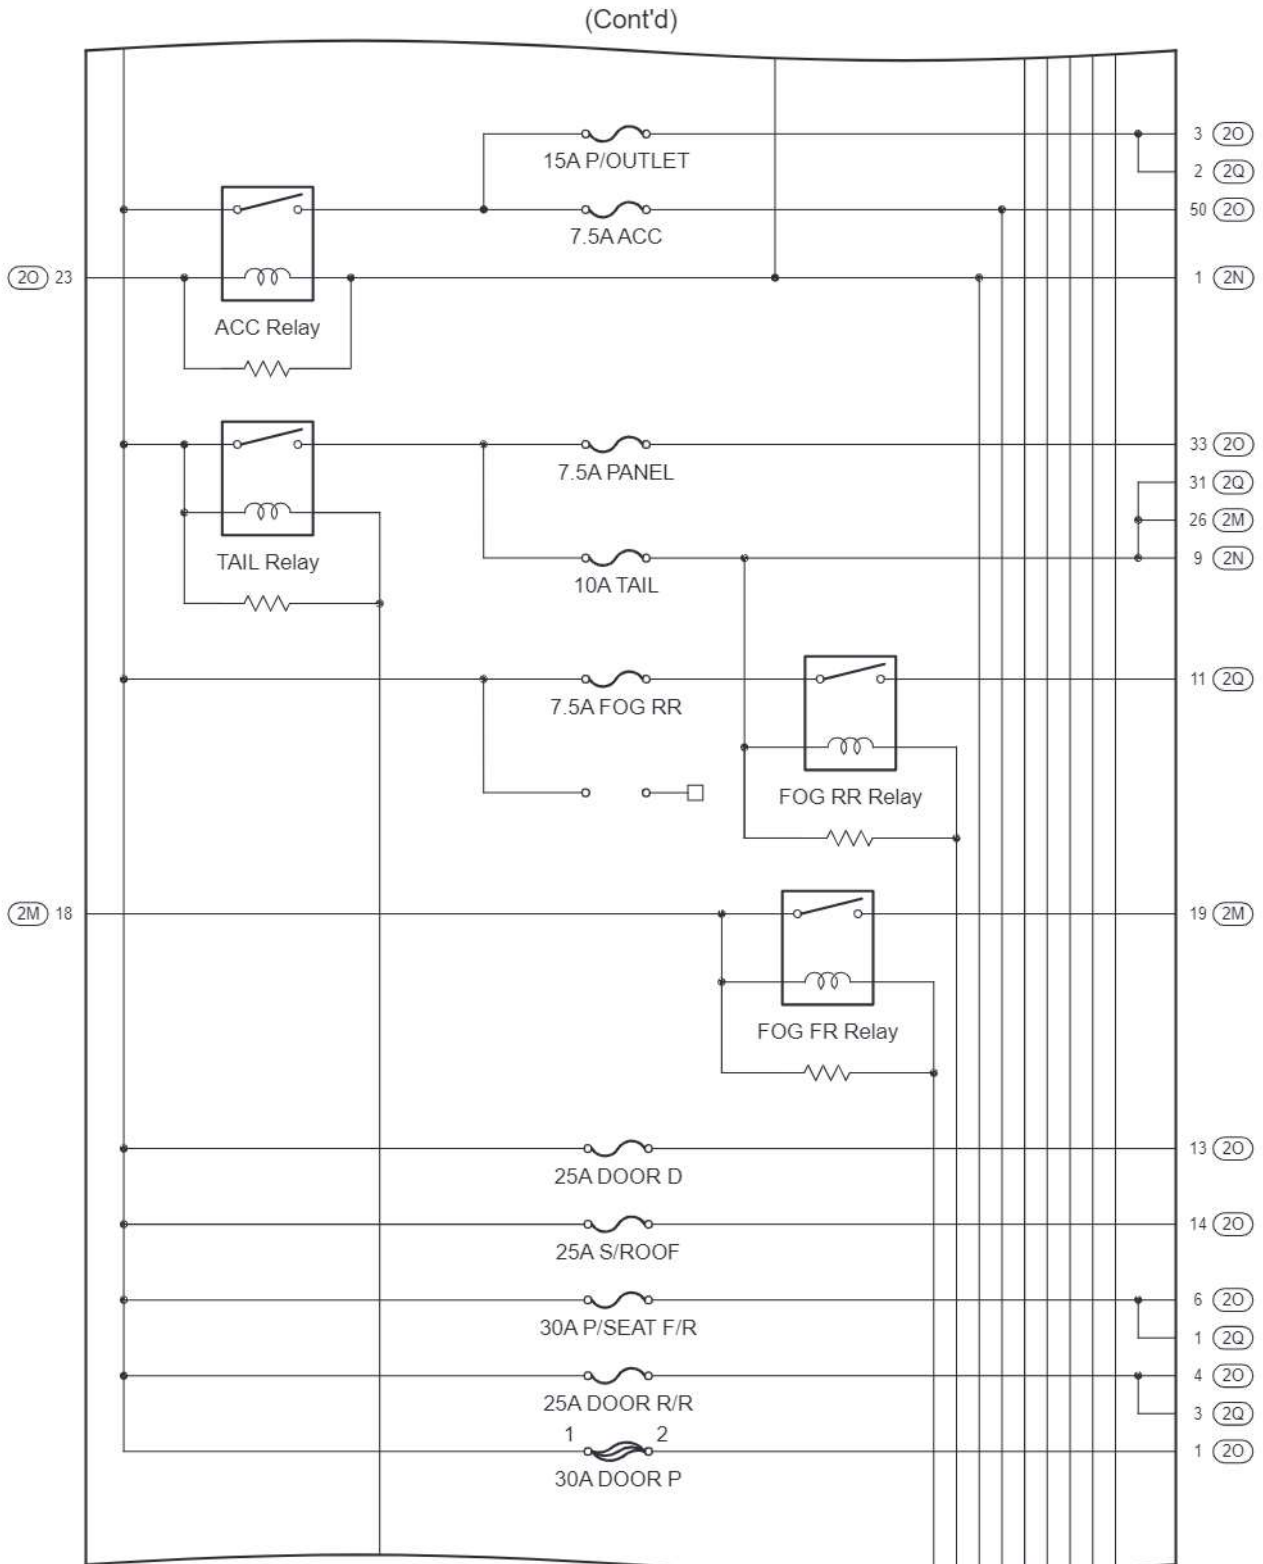 (Cont'd)
15A P/OUTLET
3 2O
2 2Q
7.5A ACC
50 2O
2O 23
1 2N
ACC Relay
7.5A PANEL
33 2O
31 2Q
26 2M
TAIL Relay
10A TAIL
9 2N
7.5A FOG RR
11 2Q
FOG RR Relay
2M 18
19 2M
FOG FR Relay
25A DOOR D
13 2O
25A S/ROOF
14 2O
30A P/SEAT F/R
6 2O
1 2Q
25A DOOR R/R
4 2O
3 2Q
1 2
30A DOOR P
1 2O